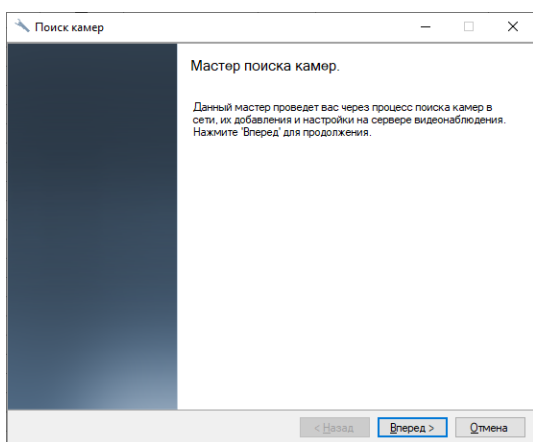 Поиск камер
Мастер поиска камер.
Данный мастер проведет вас через процесс поиска камер в
сети, их добавления и настройки на сервере видеонаблюдения.
Нажмите 'Вперед' для продолжения.
< Назад
Вперед >
Отмена